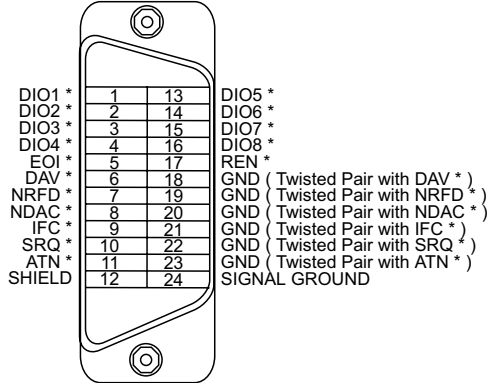 DIO1 * 1 13 DIO5 *
DIO2 * 2 14 DIO6 *
DIO3 * 3 15 DIO7 *
DIO4 * 4 16 DIO8 *
EOI * 5 17 REN *
DAV * 6 18 GND ( Twisted Pair with DAV * )
NRFD * 7 19 GND ( Twisted Pair with NRFD * )
NDAC * 8 20 GND ( Twisted Pair with NDAC * )
IFC * 9 21 GND ( Twisted Pair with IFC * )
SRQ * 10 22 GND ( Twisted Pair with SRQ * )
ATN * 11 23 GND ( Twisted Pair with ATN * )
SHIELD 12 24 SIGNAL GROUND